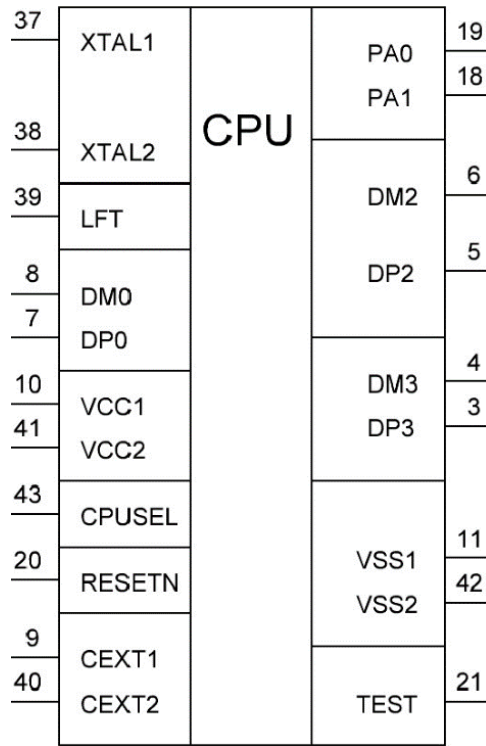 37 XTAL1
38 XTAL2
39 LFT
8 DM0
7 DP0
10 VCC1
41 VCC2
43 CPUSEL
20 RESETN
9 CEXT1
40 CEXT2
CPU
PA0 19
PA1 18
DM2 6
DP2 5
DM3 4
DP3 3
VSS1 11
VSS2 42
TEST 21